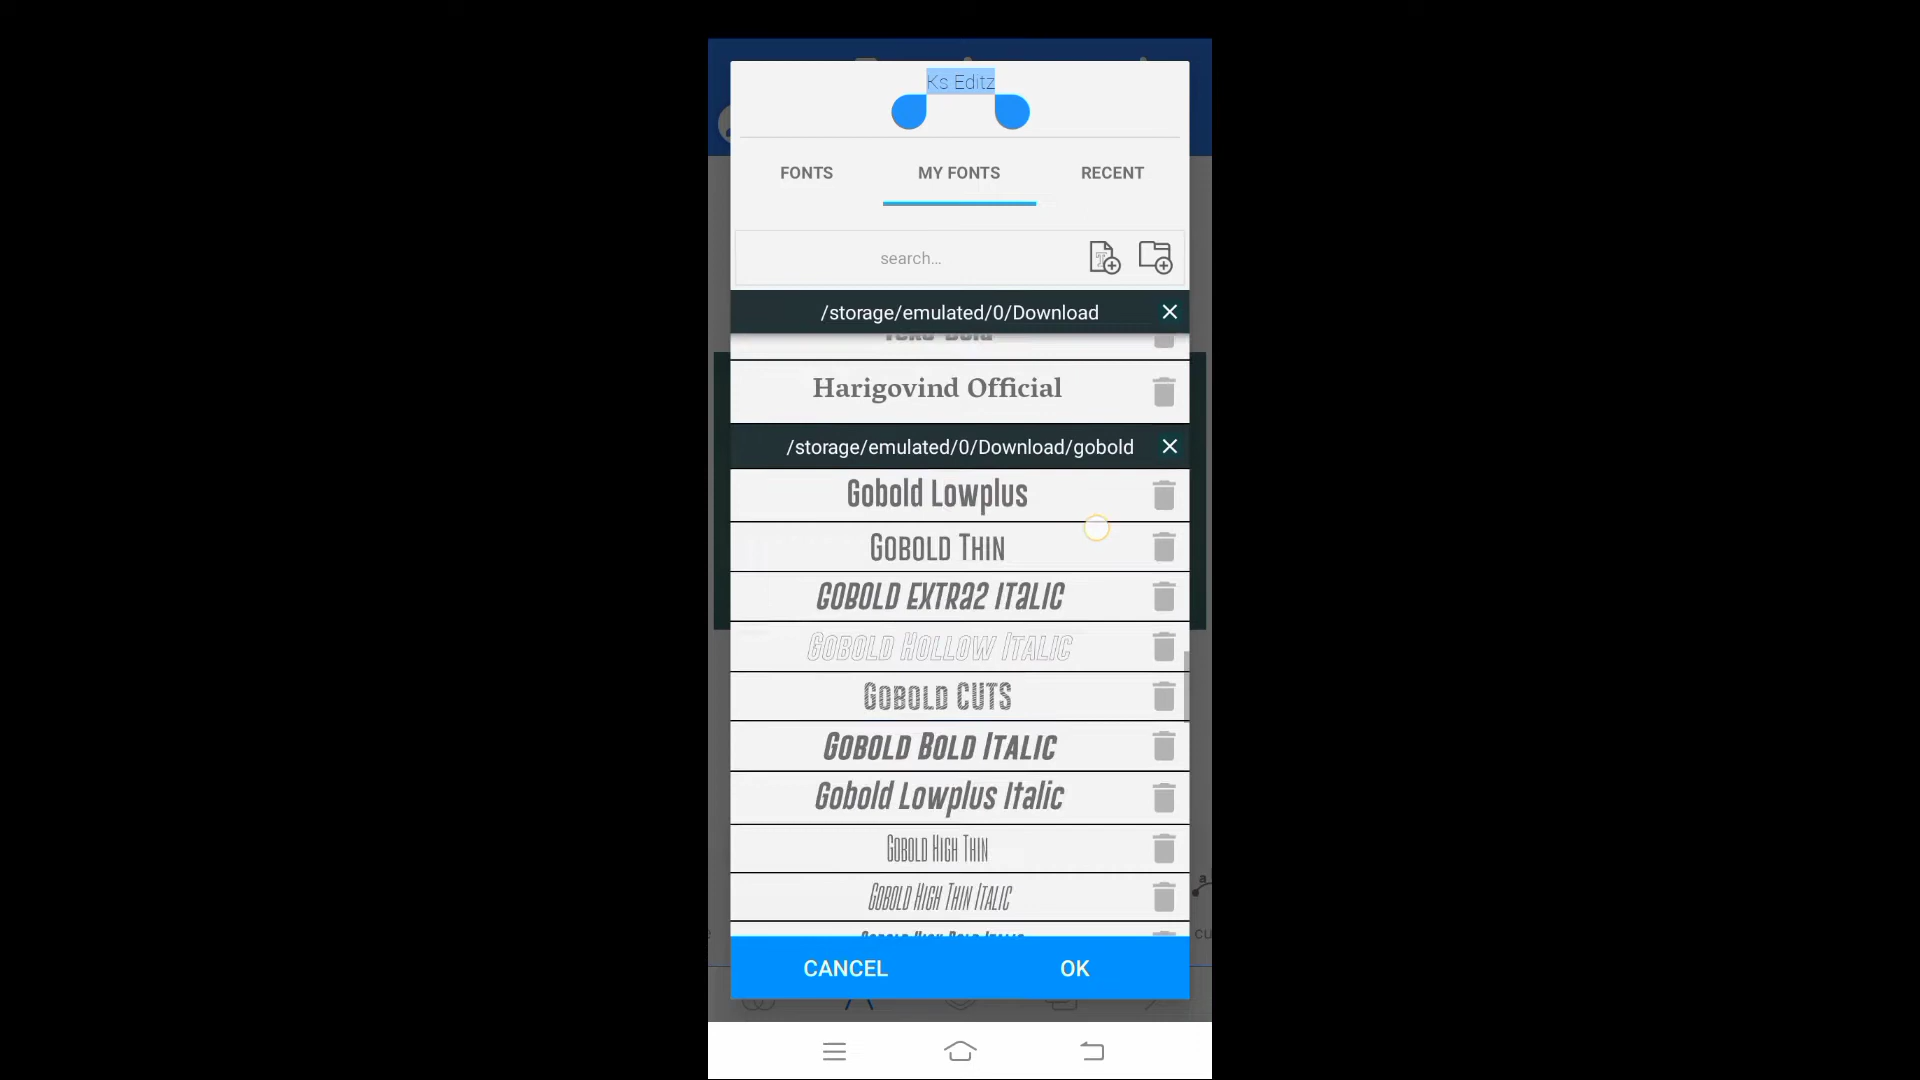 Ks Editz
FONTS
MY FONTS
RECENT
search...
/storage/emulated/0/Download
Harigovind Official
/storage/emulated/0/Download/gobold
Gobold Lowplus
GOBOLD THIN
GOBOLD EXTRa2 ITaLIC
GOBOLD HOLLOW ITALIC
GOBOLD CUTS
GOBOLD BOLD ITALIC
Gobold Lowplus Italic
GOBOLD HIGH THIN
GOBOLD HIGH THIN ITALIC
CANCEL
OK